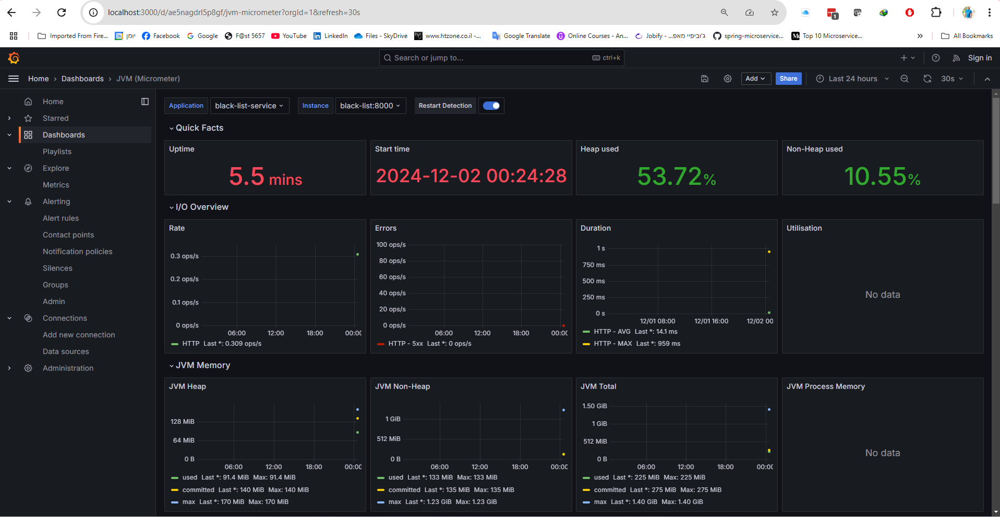 localhost:3000/d/ae5nagdrl5p8gf/jvm-micrometer?orgId=1&refresh=30s
1
Imported From Fire...
26
יומן
Facebook
Google
F@st 5657
YouTube
LinkedIn
Files - SkyDrive
www.htzone.co.il -...
Google Translate
Online Courses - An...
Jobify - ג'וביפיי מאפ...
spring-microservice...
Top 10 Microservice...
All Bookmarks
Search or jump to...
ctrl+k
Sign in
Home › Dashboards › JVM (Micrometer)
Add
Share
Last 24 hours
30s
Home
Starred
Dashboards
Playlists
Explore
Metrics
Alerting
Alert rules
Contact points
Notification policies
Silences
Groups
Admin
Connections
Add new connection
Data sources
Administration
Application
black-list-service
Instance
black-list:8000
Restart Detection
Quick Facts
Uptime
5.5 mins
Start time
2024-12-02 00:24:28
Heap used
53.72%
Non-Heap used
10.55%
I/O Overview
Rate
0.3 ops/s
0.2 ops/s
0.1 ops/s
0 ops/s
06:00 12:00 18:00 00:00
HTTP Last *: 0.309 ops/s
Errors
100 ops/s
80 ops/s
60 ops/s
40 ops/s
20 ops/s
0 ops/s
06:00 12:00 18:00 00:00
HTTP - 5xx Last *: 0 ops/s
Duration
1 s
750 ms
500 ms
250 ms
0 s
12/01 08:00 12/01 16:00 12/02 00
HTTP - AVG Last *: 14.1 ms
HTTP - MAX Last *: 959 ms
Utilisation
No data
JVM Memory
JVM Heap
128 MiB
64 MiB
0 B
06:00 12:00 18:00 00:00
used Last *: 91.4 MiB Max: 91.4 MiB
committed Last *: 140 MiB Max: 140 MiB
max Last *: 170 MiB Max: 170 MiB
JVM Non-Heap
1 GiB
512 MiB
0 B
06:00 12:00 18:00 00:00
used Last *: 133 MiB Max: 133 MiB
committed Last *: 135 MiB Max: 135 MiB
max Last *: 1.23 GiB Max: 1.23 GiB
JVM Total
1.50 GiB
1 GiB
512 MiB
0 B
06:00 12:00 18:00 00:00
used Last *: 225 MiB Max: 225 MiB
committed Last *: 275 MiB Max: 275 MiB
max Last *: 1.40 GiB Max: 1.40 GiB
JVM Process Memory
No data